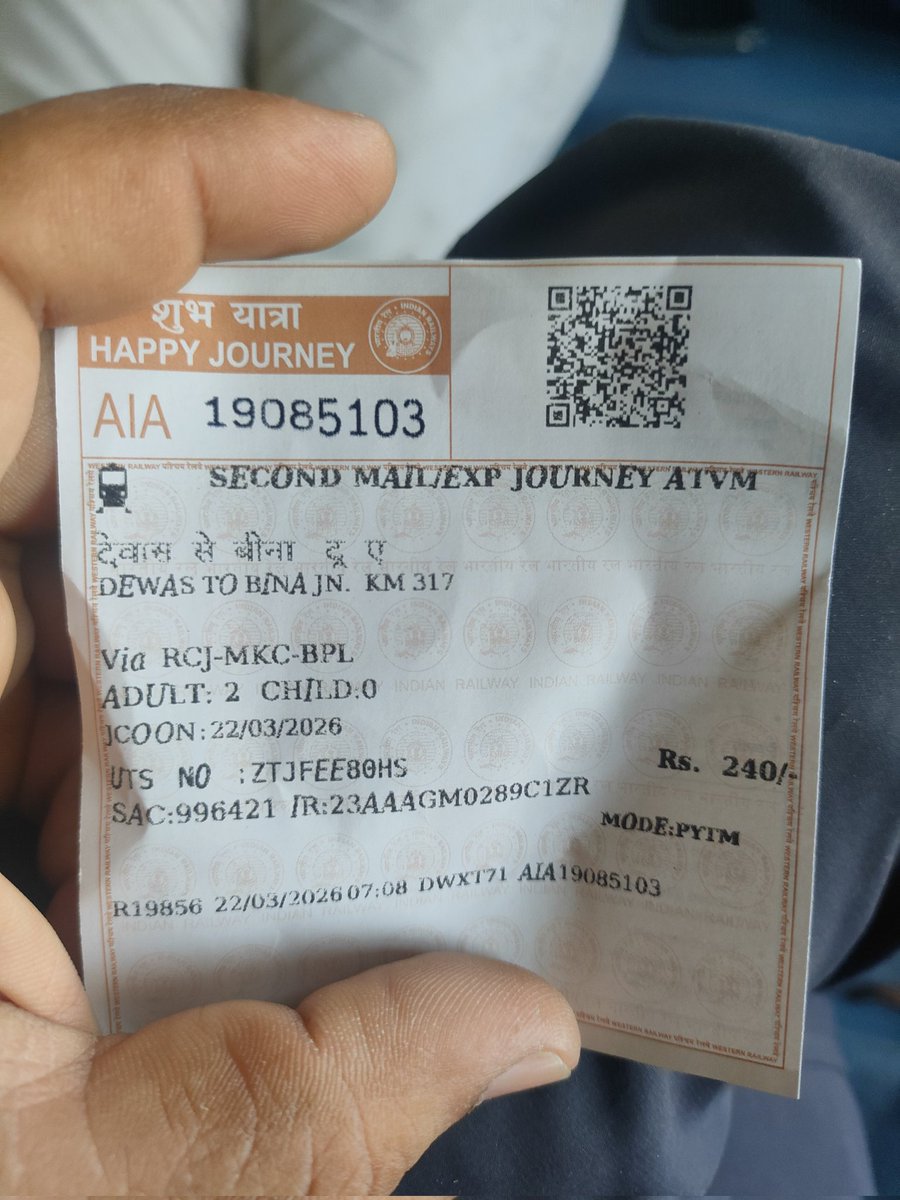 शुभ यात्रा
HAPPY JOURNEY
AIA 19085103
SECOND MAIL/EXP JOURNEY ATVM
देवास से बीना टू ए
DEWAS TO BINA JN. KM 317
Via RCJ-MKC-BPL
ADULT: 2 CHILD:0
JCOON:22/03/2026
UTS NO :ZTJFEE80HS
Rs. 240/-
SAC:996421 IR:23AAAGM0289C1ZR
MODE:PYTM
R19856 22/03/2026 07:08 DWXT71 AIA19085103